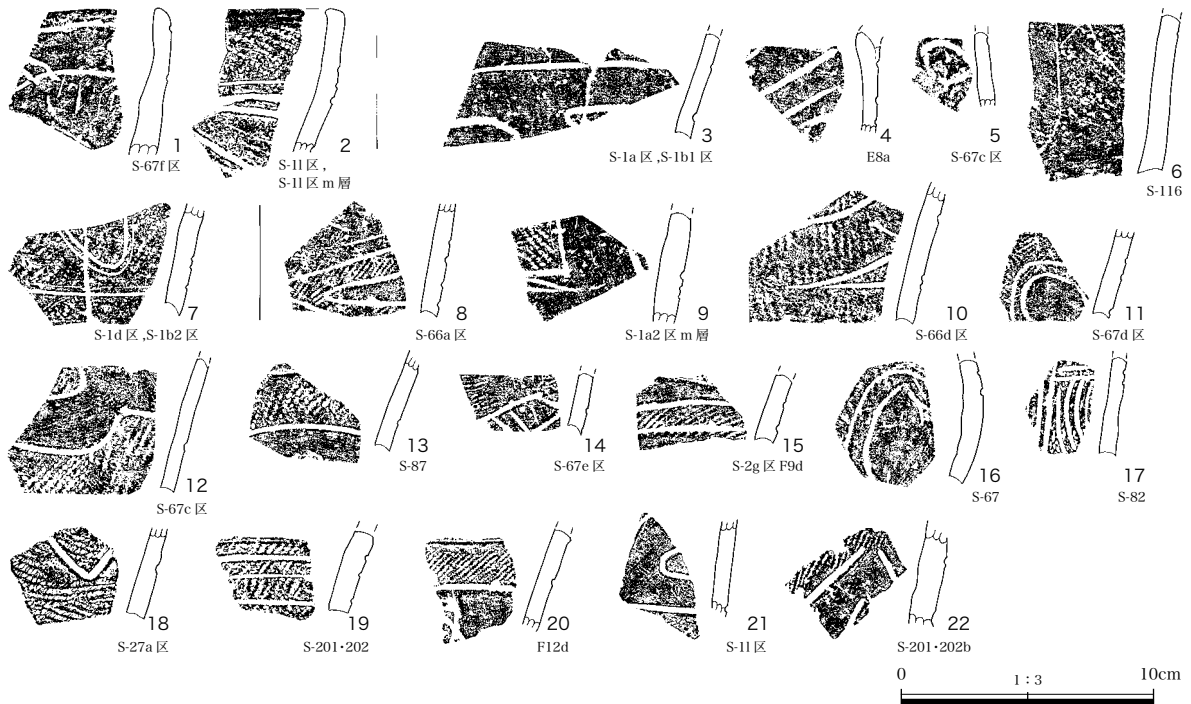 1
S-67f 区
2
S-1l 区 ,
S-1l 区 m 層
3
S-1a 区 ,S-1b1 区
4
E8a
5
S-67c 区
6
S-116
7
S-1d 区 ,S-1b2 区
8
S-66a 区
9
S-1a2 区 m 層
10
S-66d 区
11
S-67d 区
12
S-67c 区
13
S-87
14
S-67e 区
15
S-2g 区 F9d
16
S-67
17
S-82
18
S-27a 区
19
S-201・202
20
F12d
21
S-1l 区
22
S-201・202b
0 1：3 10cm